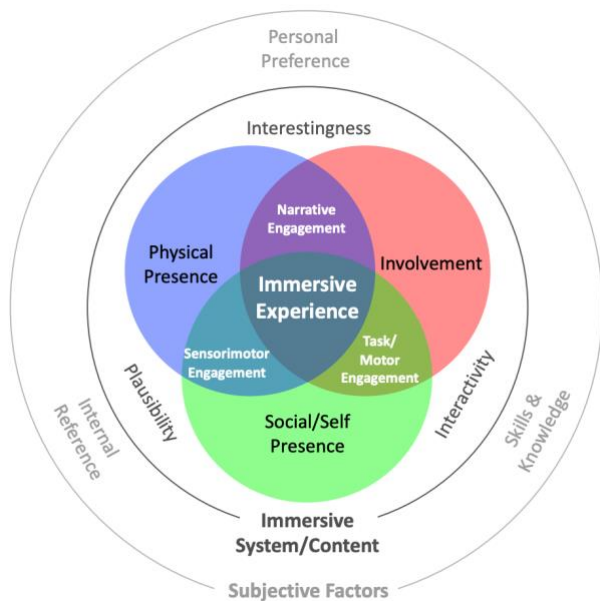 Personal
Preference
Interestingness
Narrative
Engagement
Physical
Presence
Involvement
Immersive
Experience
Sensorimotor
Engagement
Task/
Motor
Engagement
Plausibility
Interactivity
Internal
Reference
Skills &
Knowledge
Social/Self
Presence
Immersive
System/Content
Subjective Factors